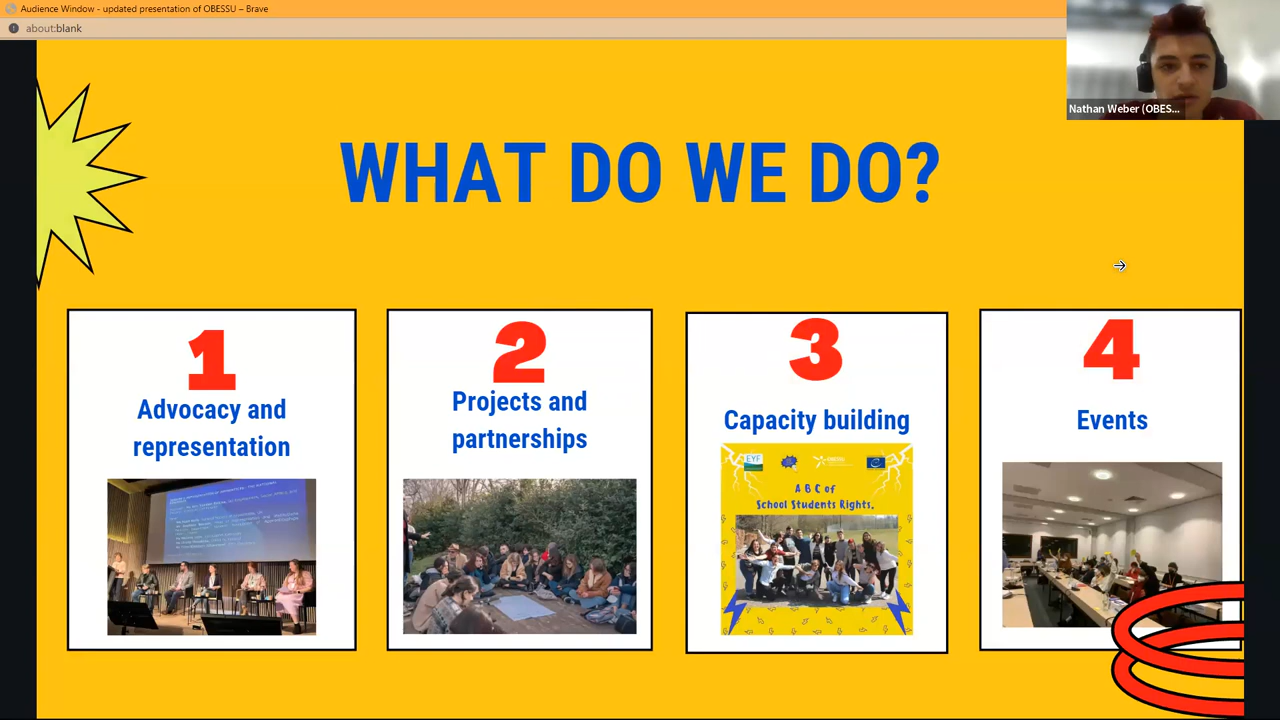 Audience Window - updated presentation of OBESSU – Brave
about:blank
Nathan Weber (OBES...
WHAT DO WE DO?
1
Advocacy and
representation
2
Projects and
partnerships
3
Capacity building
EYF
A B C of
School Students Rights.
4
Events